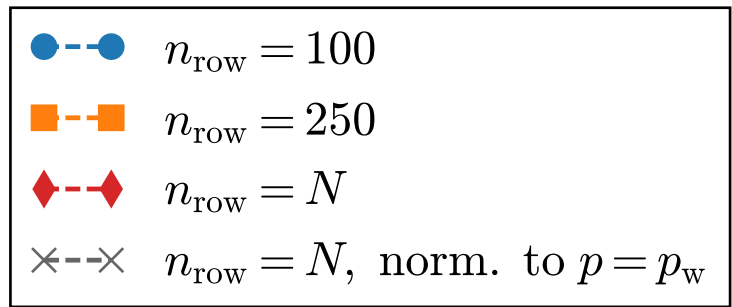 n_row = 100
n_row = 250
n_row = N
n_row = N, norm. to p = p_w